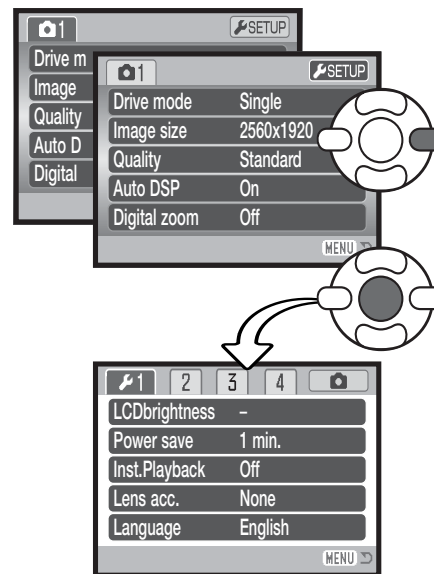 1 SETUP
Drive m
Image
Quality
Auto D
Digital
1 SETUP
Drive mode Single
Image size 2560x1920
Quality Standard
Auto DSP On
Digital zoom Off
MENU
1 2 3 4
LCDbrightness –
Power save 1 min.
Inst.Playback Off
Lens acc. None
Language English
MENU